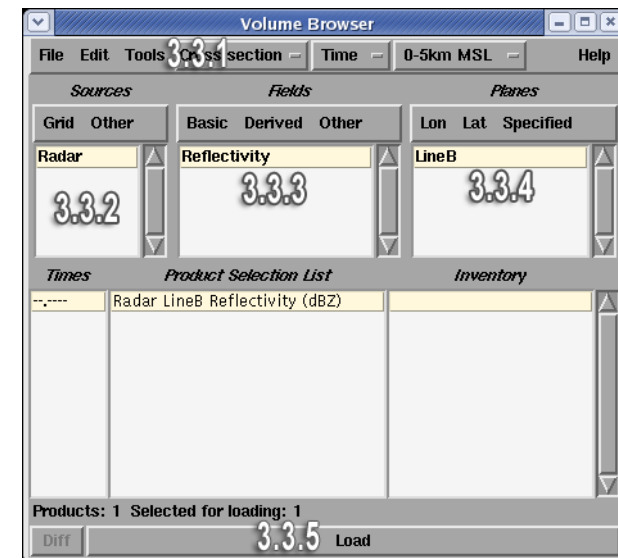 Volume Browser
File Edit Tools 3.3.1 Cross section Time 0-5km MSL Help
Sources Fields Planes
Grid Other Basic Derived Other Lon Lat Specified
Radar Reflectivity LineB
3.3.2 3.3.3 3.3.4
Times Product Selection List Inventory
--.---- Radar LineB Reflectivity (dBZ)
Products: 1 Selected for loading: 1
Diff 3.3.5 Load